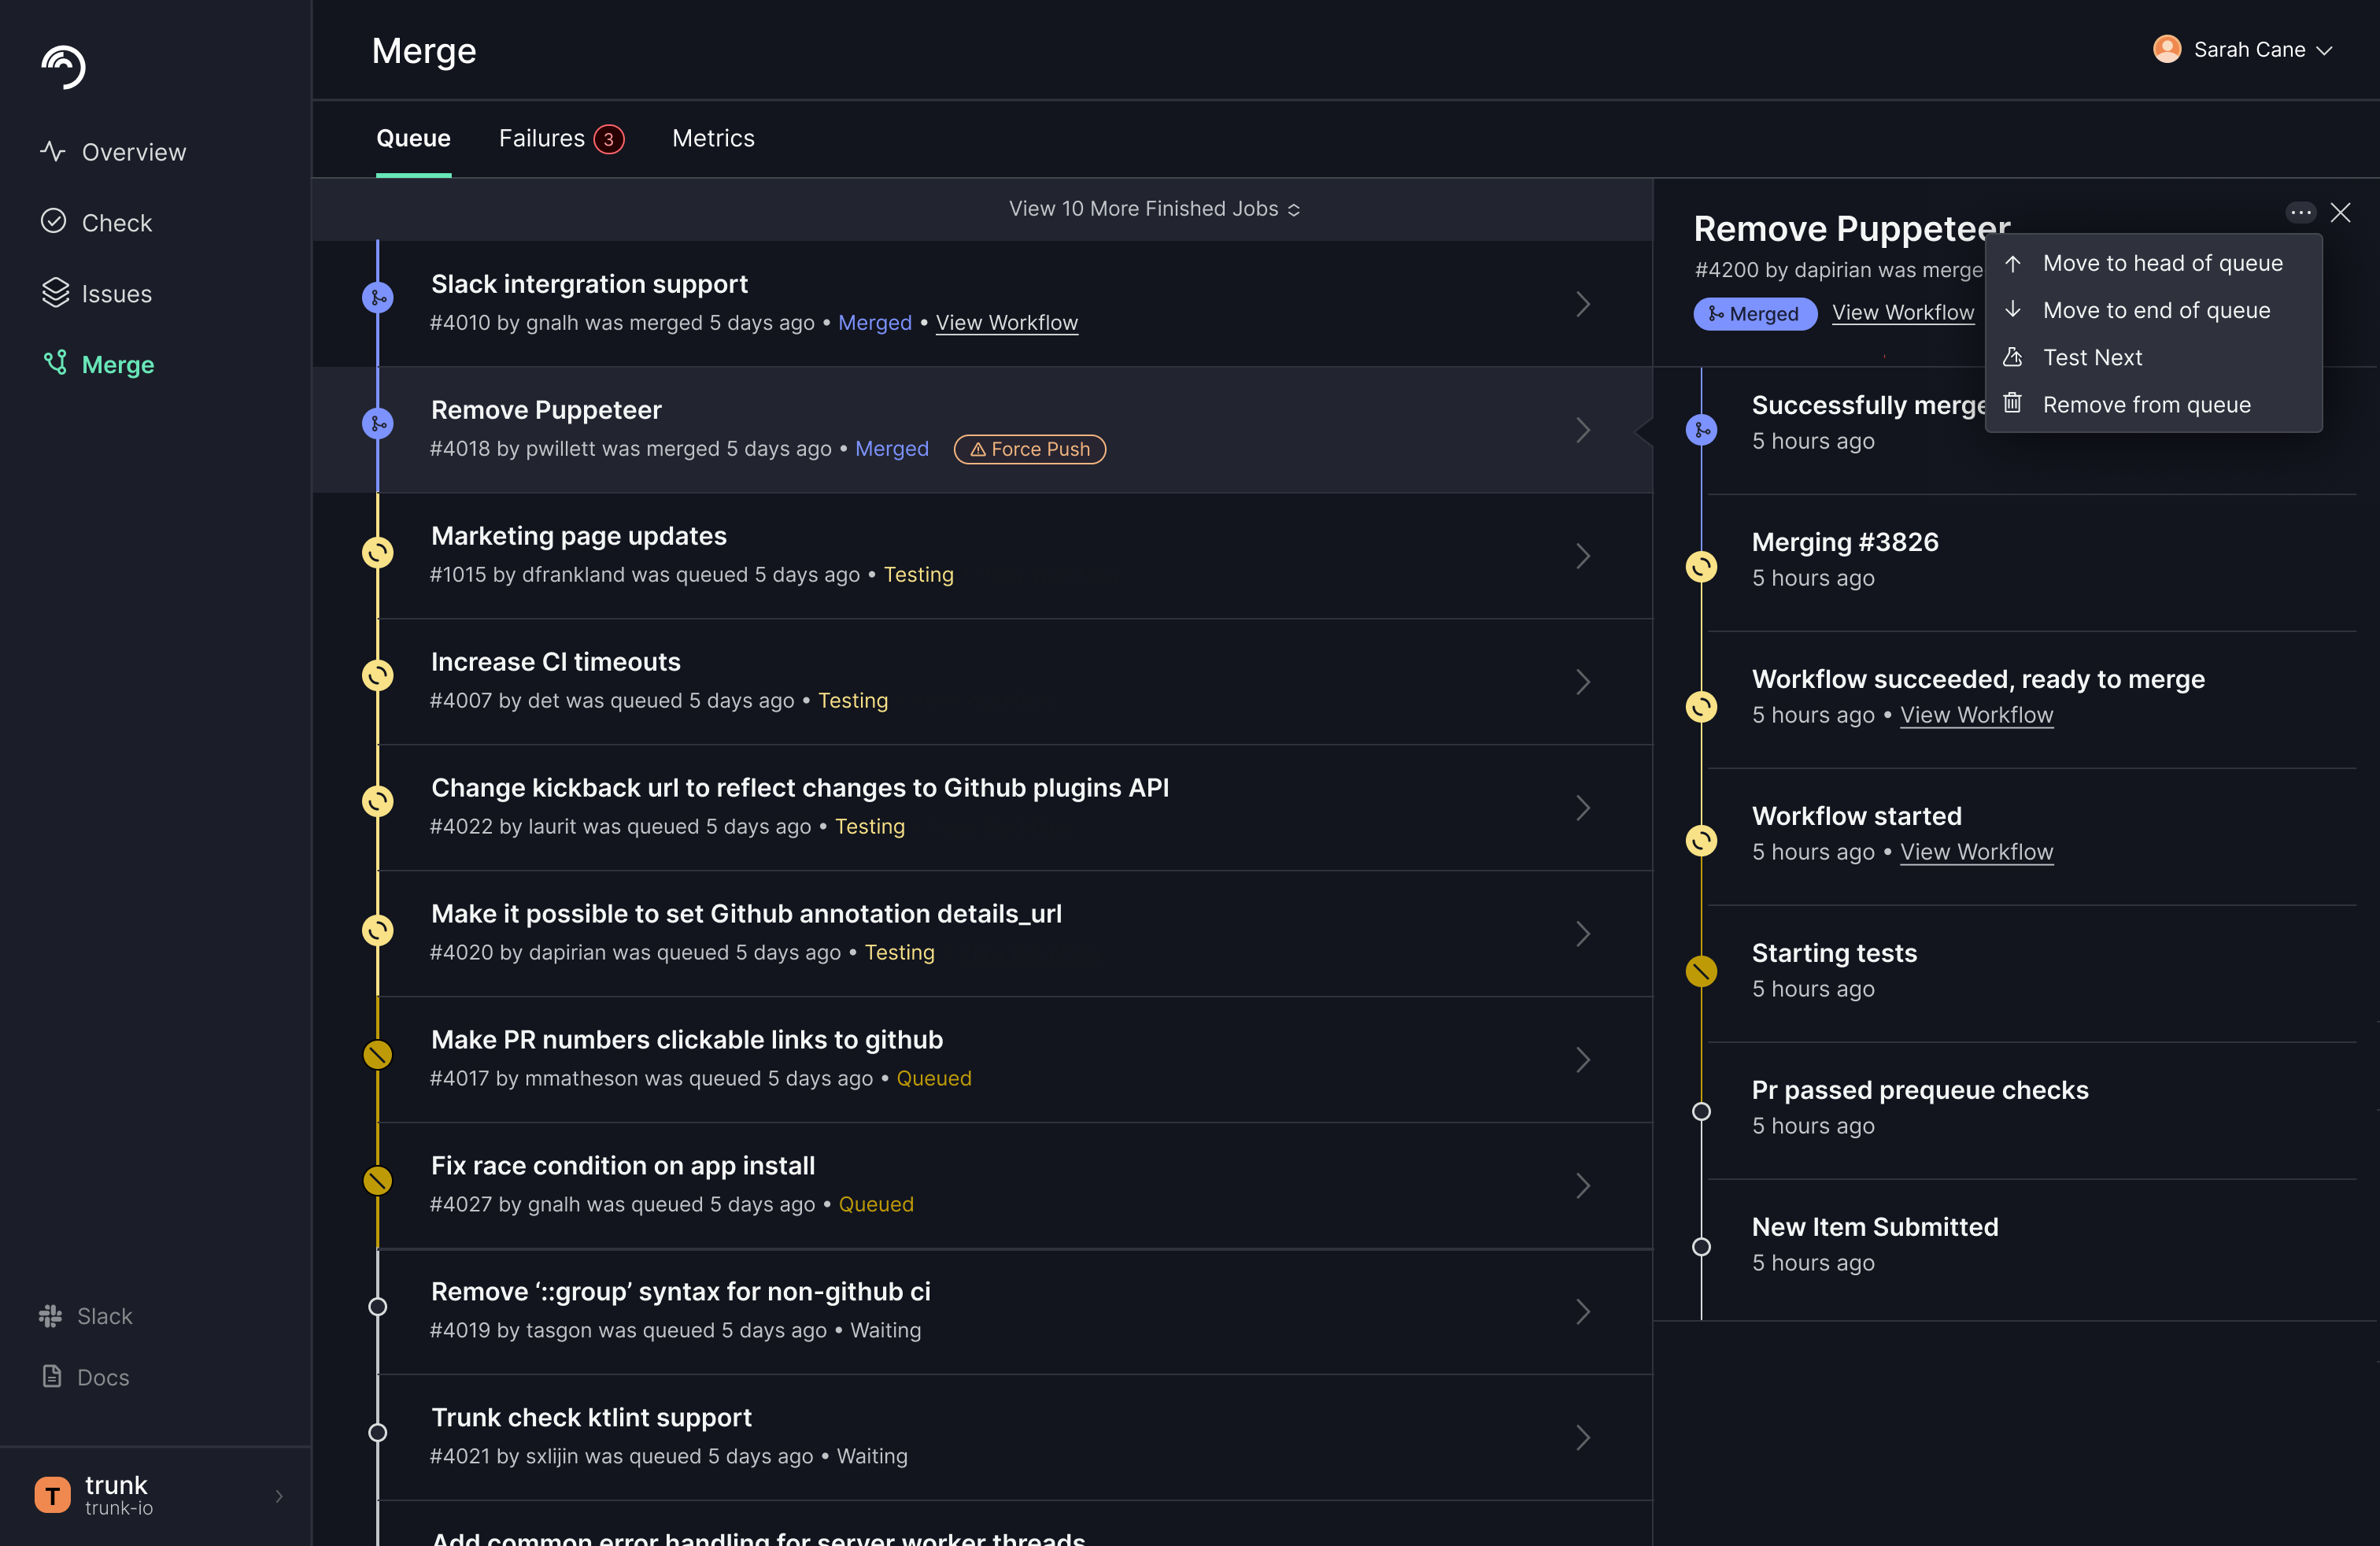 Overview
Check
Issues
Merge
Slack
Docs
T
trunk
trunk-io
Merge
Sarah Cane
Queue
Failures 3
Metrics
View 10 More Finished Jobs
Slack intergration support
#4010 by gnalh was merged 5 days ago • Merged • View Workflow
Remove Puppeteer
#4018 by pwillett was merged 5 days ago • Merged Force Push
Marketing page updates
#1015 by dfrankland was queued 5 days ago • Testing
Increase CI timeouts
#4007 by det was queued 5 days ago • Testing
Change kickback url to reflect changes to Github plugins API
#4022 by laurit was queued 5 days ago • Testing
Make it possible to set Github annotation details_url
#4020 by dapirian was queued 5 days ago • Testing
Make PR numbers clickable links to github
#4017 by mmatheson was queued 5 days ago • Queued
Fix race condition on app install
#4027 by gnalh was queued 5 days ago • Queued
Remove ‘::group’ syntax for non-github ci
#4019 by tasgon was queued 5 days ago • Waiting
Trunk check ktlint support
#4021 by sxlijin was queued 5 days ago • Waiting
Add common error handling for server worker threads
Remove Puppeteer
#4200 by dapirian was merge
Merged View Workflow
Move to head of queue
Move to end of queue
Test Next
Remove from queue
Successfully merge
5 hours ago
Merging #3826
5 hours ago
Workflow succeeded, ready to merge
5 hours ago • View Workflow
Workflow started
5 hours ago • View Workflow
Starting tests
5 hours ago
Pr passed prequeue checks
5 hours ago
New Item Submitted
5 hours ago